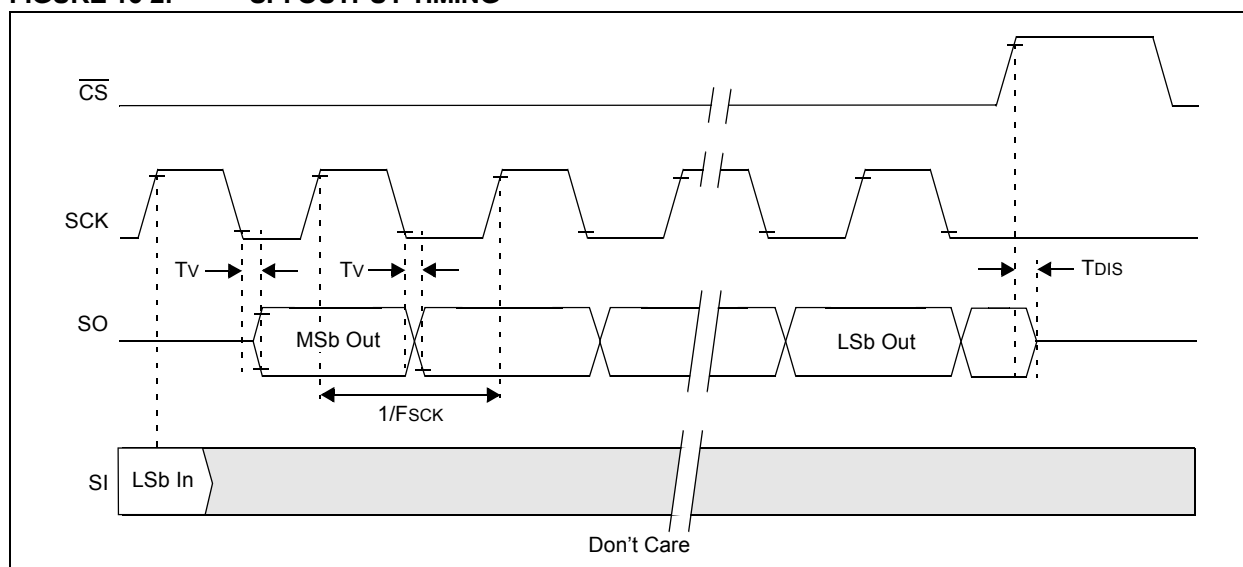 CS
SCK
TV
TV
TDIS
SO
MSb Out
LSb Out
1/FSCK
SI
LSb In
Don't Care